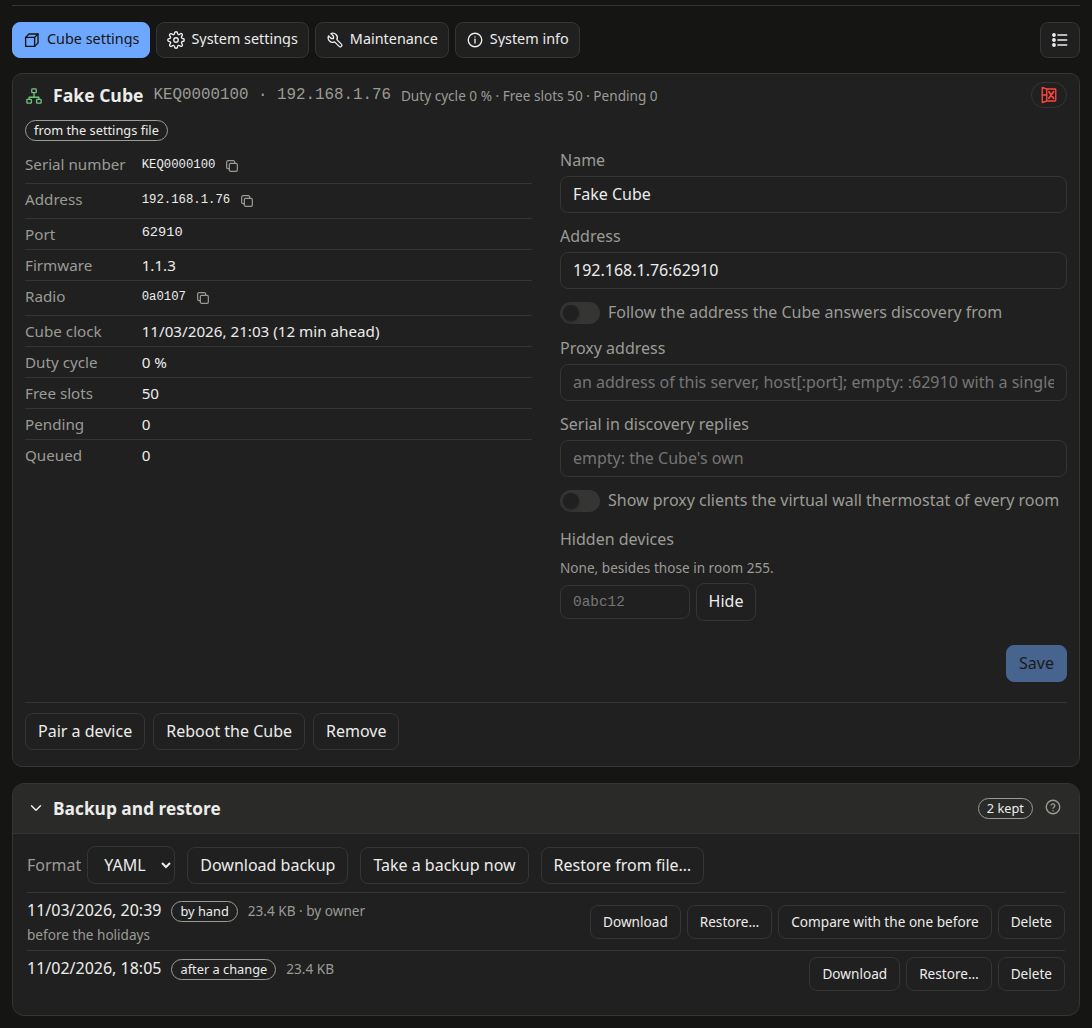 Cube settings
System settings
Maintenance
System info
Fake Cube KEQ0000100 · 192.168.1.76 Duty cycle 0 % · Free slots 50 · Pending 0
from the settings file
Serial number KEQ0000100
Address 192.168.1.76
Port 62910
Firmware 1.1.3
Radio 0a0107
Cube clock 11/03/2026, 21:03 (12 min ahead)
Duty cycle 0 %
Free slots 50
Pending 0
Queued 0
Name
Fake Cube
Address
192.168.1.76:62910
Follow the address the Cube answers discovery from
Proxy address
an address of this server, host[:port]; empty: :62910 with a single
Serial in discovery replies
empty: the Cube's own
Show proxy clients the virtual wall thermostat of every room
Hidden devices
None, besides those in room 255.
0abc12 Hide
Save
Pair a device Reboot the Cube Remove
Backup and restore 2 kept
Format YAML Download backup Take a backup now Restore from file...
11/03/2026, 20:39 by hand 23.4 KB · by owner
before the holidays
Download Restore... Compare with the one before Delete
11/02/2026, 18:05 after a change 23.4 KB
Download Restore... Delete